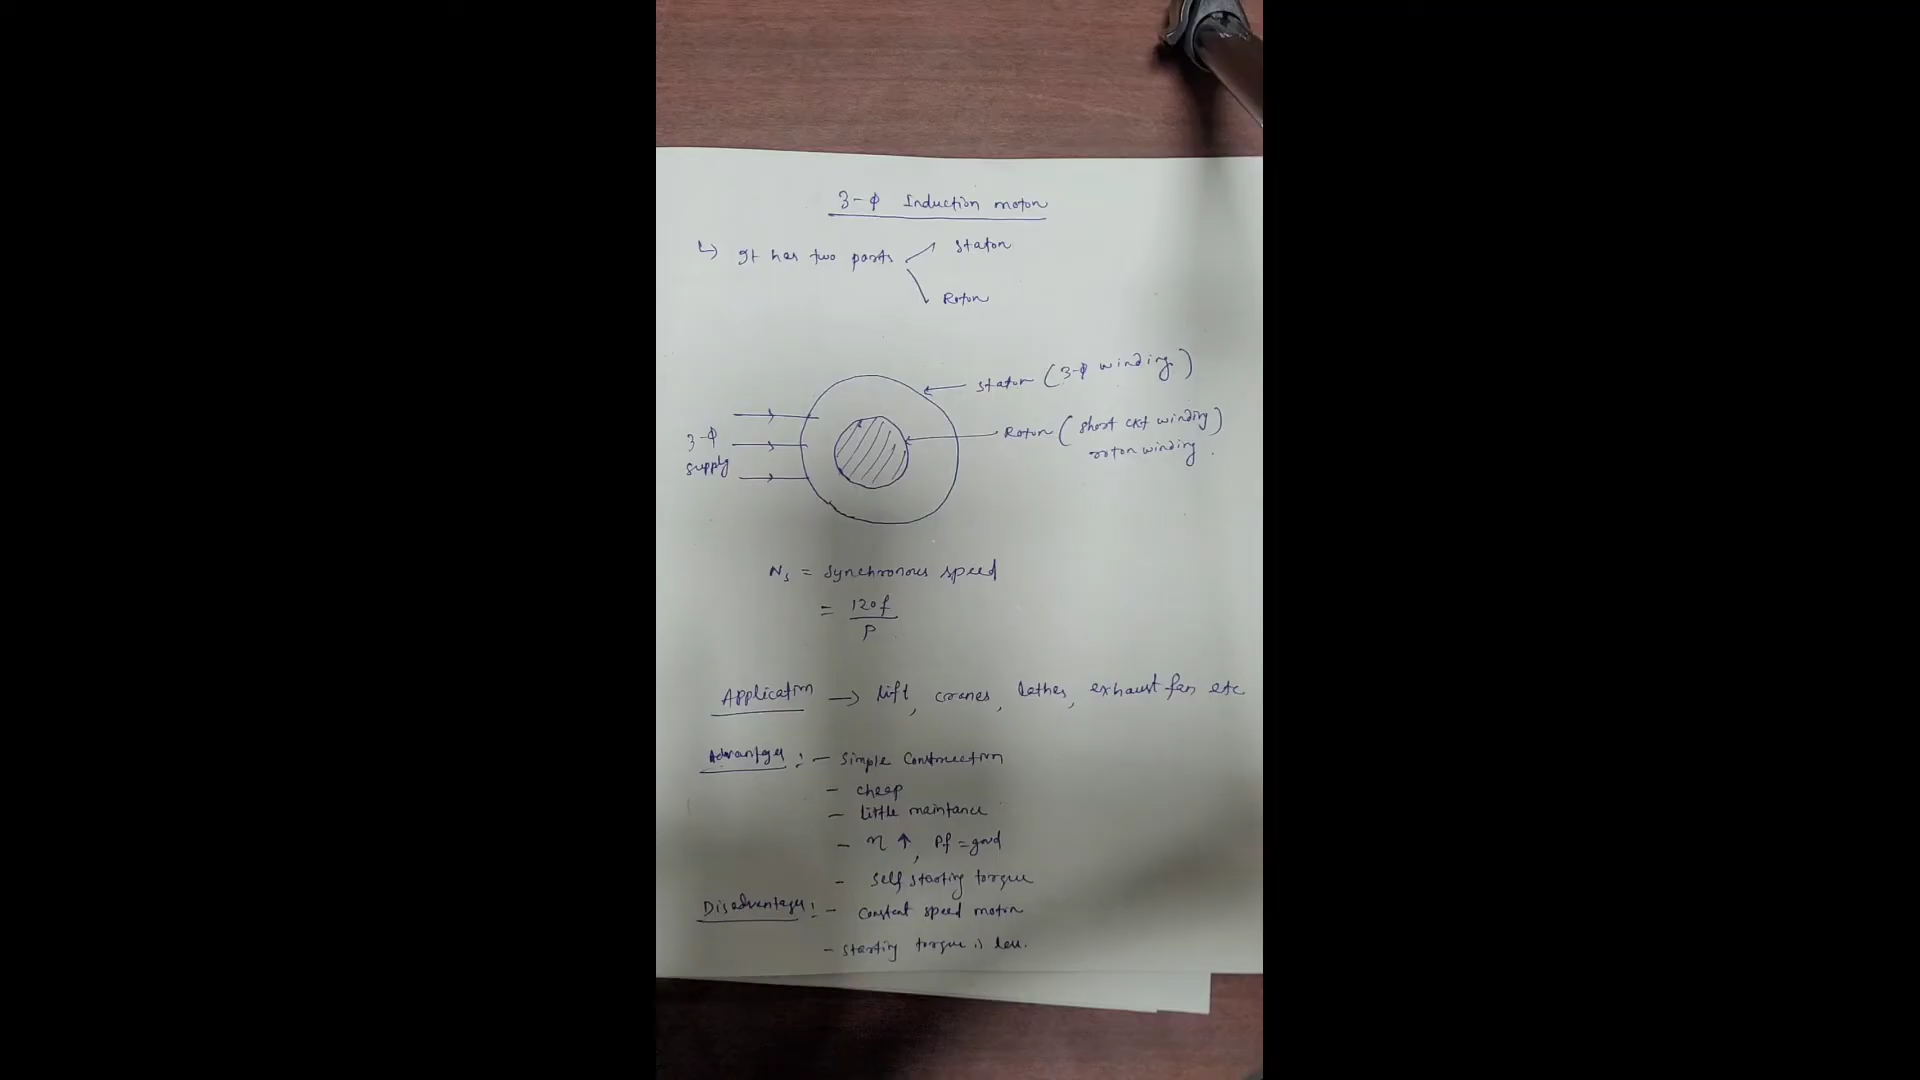 3-φ Induction motor
↳ It has two parts
Stator
Rotor
Stator (3-φ winding)
3-φ
supply
Rotor (short ckt winding)
rotor winding.
Ns = Synchronous speed
= 120f
P
Application → lift, cranes, lathes, exhaust fan etc
Advantages :- Simple Construction
- cheep
- little maintance
- η ↑, Pf = good
- Self starting torque
Disadvantages :- Constant speed motor
- Starting torque is less.